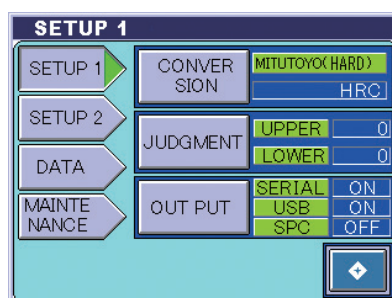 SETUP 1
SETUP 1
CONVER
SION
MITUTOYO(HARD)
HRC
SETUP 2
JUDGMENT
UPPER 0
LOWER 0
DATA
MAINTE
NANCE
OUT PUT
SERIAL ON
USB ON
SPC OFF